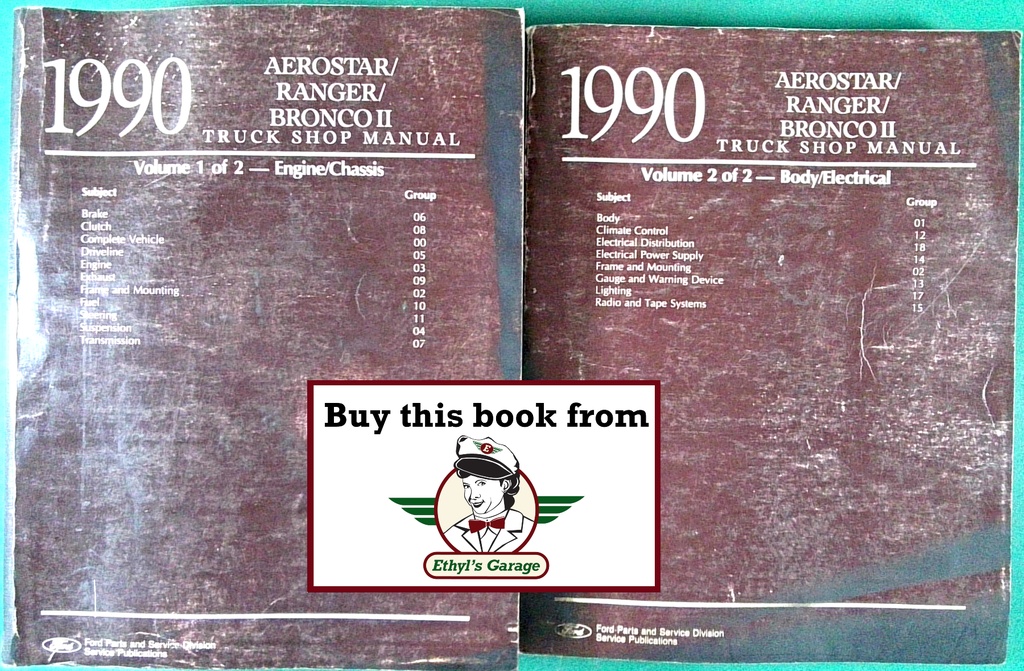 1990
AEROSTAR/
RANGER/
BRONCO II
TRUCK SHOP MANUAL
Volume 1 of 2 — Engine/Chassis
Subject Group
Brake 06
Clutch 08
Complete Vehicle 00
Driveline 05
Engine 03
Exhaust 09
Frame and Mounting 02
Fuel 10
Steering 11
Suspension 04
Transmission 07
Ford
Ford Parts and Service Division
Service Publications
1990
AEROSTAR/
RANGER/
BRONCO II
TRUCK SHOP MANUAL
Volume 2 of 2 — Body/Electrical
Subject Group
Body 01
Climate Control 12
Electrical Distribution 18
Electrical Power Supply 14
Frame and Mounting 02
Gauge and Warning Device 13
Lighting 17
Radio and Tape Systems 15
Ford
Ford Parts and Service Division
Service Publications
Buy this book from
E
Ethyl's Garage